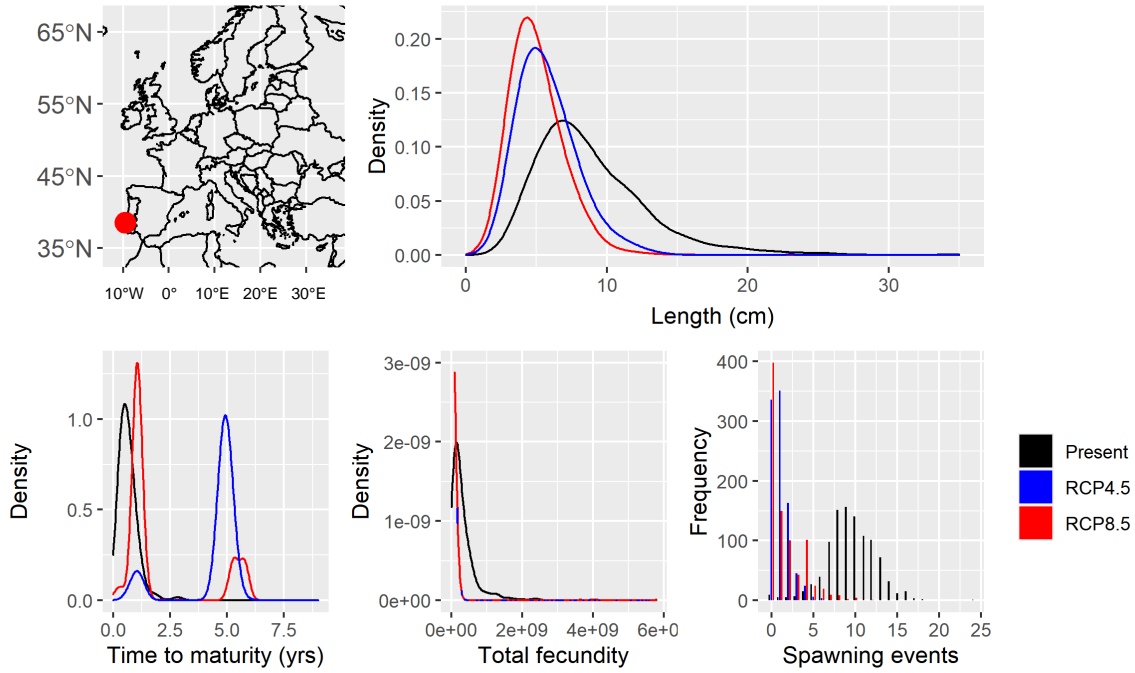 65°N
55°N
45°N
35°N
10°W 0° 10°E 20°E 30°E
Density
0.20
0.15
0.10
0.05
0.00
0 10 20 30
Length (cm)
Density
1.0
0.5
0.0
0.0 2.5 5.0 7.5
Time to maturity (yrs)
Density
3e-09
2e-09
1e-09
0e+00
0e+00 2e+09 4e+09 6e+0
Total fecundity
Frequency
400
300
200
100
0
0 5 10 15 20 25
Spawning events
Present
RCP4.5
RCP8.5